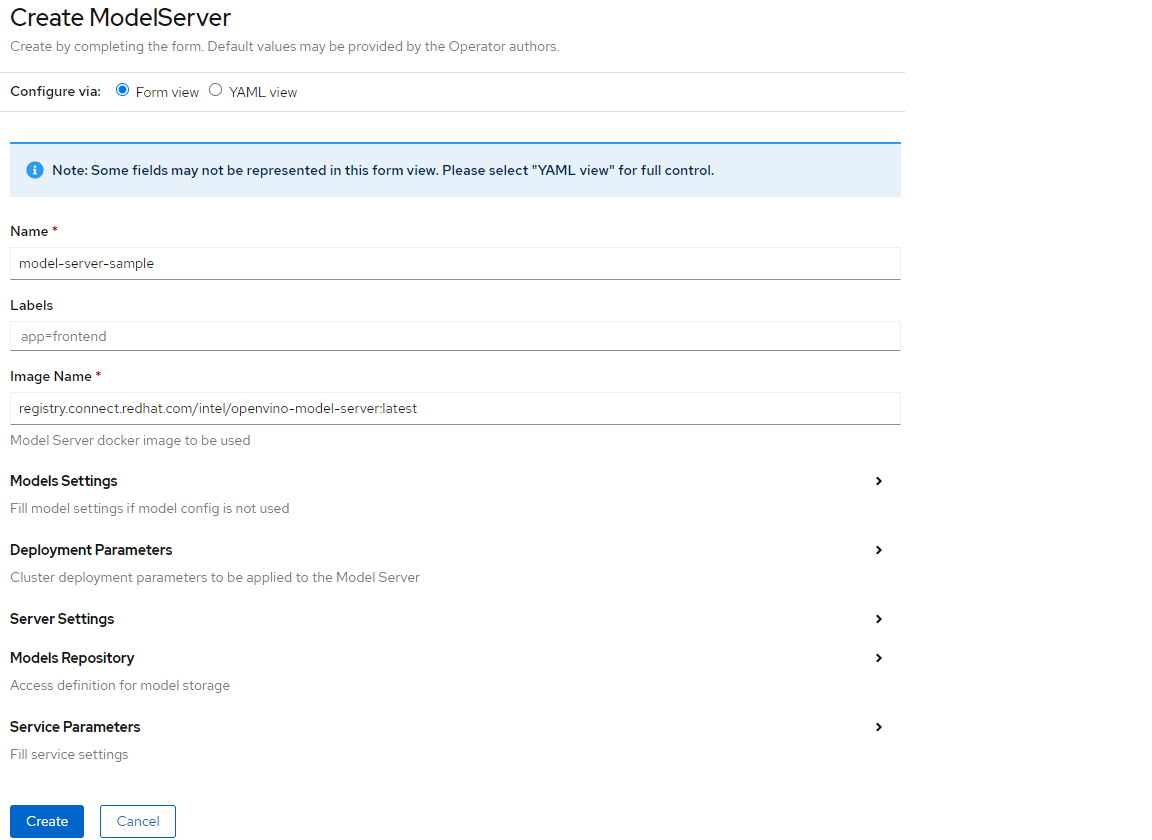 Create ModelServer
Create by completing the form. Default values may be provided by the Operator authors.
Configure via: Form view YAML view
Note: Some fields may not be represented in this form view. Please select "YAML view" for full control.
Name *
model-server-sample
Labels
app=frontend
Image Name *
registry.connect.redhat.com/intel/openvino-model-server:latest
Model Server docker image to be used
Models Settings
Fill model settings if model config is not used
Deployment Parameters
Cluster deployment parameters to be applied to the Model Server
Server Settings
Models Repository
Access definition for model storage
Service Parameters
Fill service settings
Create Cancel